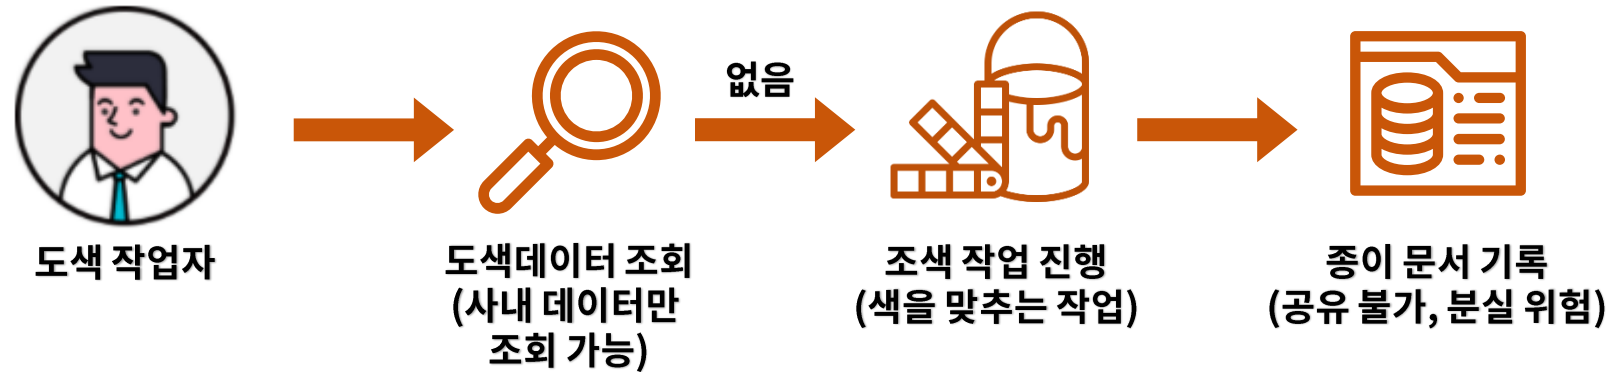 없음
도색 작업자
도색데이터 조회
(사내 데이터만
조회 가능)
조색 작업 진행
(색을 맞추는 작업)
종이 문서 기록
(공유 불가, 분실 위험)